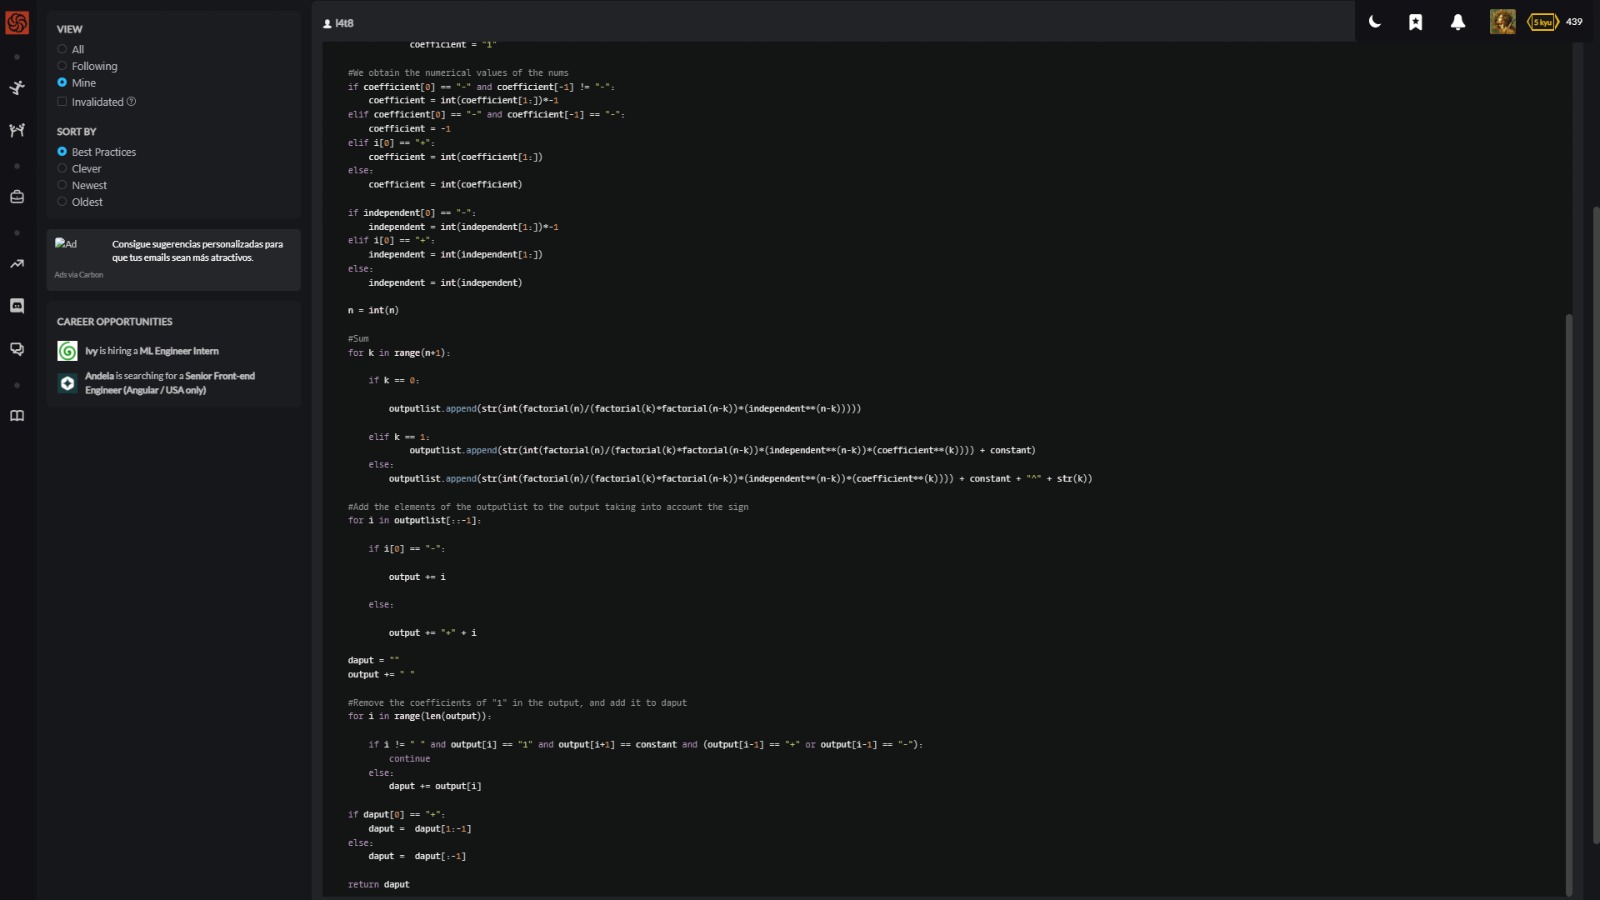 VIEW
All
Following
Mine
Invalidated
SORT BY
Best Practices
Clever
Newest
Oldest
Ad
Consigue sugerencias personalizadas para
que tus emails sean más atractivos.
Ads via Carbon
CAREER OPPORTUNITIES
Ivy is hiring a ML Engineer Intern
Andela is searching for a Senior Front-end
Engineer (Angular / USA only)
l4t8
5 kyu
439
coefficient = "1"
#We obtain the numerical values of the nums
if coefficient[0] == "-" and coefficient[-1] != "-":
coefficient = int(coefficient[1:])*-1
elif coefficient[0] == "-" and coefficient[-1] == "-":
coefficient = -1
elif i[0] == "+":
coefficient = int(coefficient[1:])
else:
coefficient = int(coefficient)
if independent[0] == "-":
independent = int(independent[1:])*-1
elif i[0] == "+":
independent = int(independent[1:])
else:
independent = int(independent)
n = int(n)
#Sum
for k in range(n+1):
if k == 0:
outputlist.append(str(int(factorial(n)/(factorial(k)*factorial(n-k))*(independent**(n-k)))))
elif k == 1:
outputlist.append(str(int(factorial(n)/(factorial(k)*factorial(n-k))*(independent**(n-k))*(coefficient**(k)))) + constant)
else:
outputlist.append(str(int(factorial(n)/(factorial(k)*factorial(n-k))*(independent**(n-k))*(coefficient**(k)))) + constant + "^" + str(k))
#Add the elements of the outputlist to the output taking into account the sign
for i in outputlist[::-1]:
if i[0] == "-":
output += i
else:
output += "+" + i
daput = ""
output += " "
#Remove the coefficients of "1" in the output, and add it to daput
for i in range(len(output)):
if i != " " and output[i] == "1" and output[i+1] == constant and (output[i-1] == "+" or output[i-1] == "-"):
continue
else:
daput += output[i]
if daput[0] == "+":
daput =  daput[1:-1]
else:
daput =  daput[:-1]
return daput